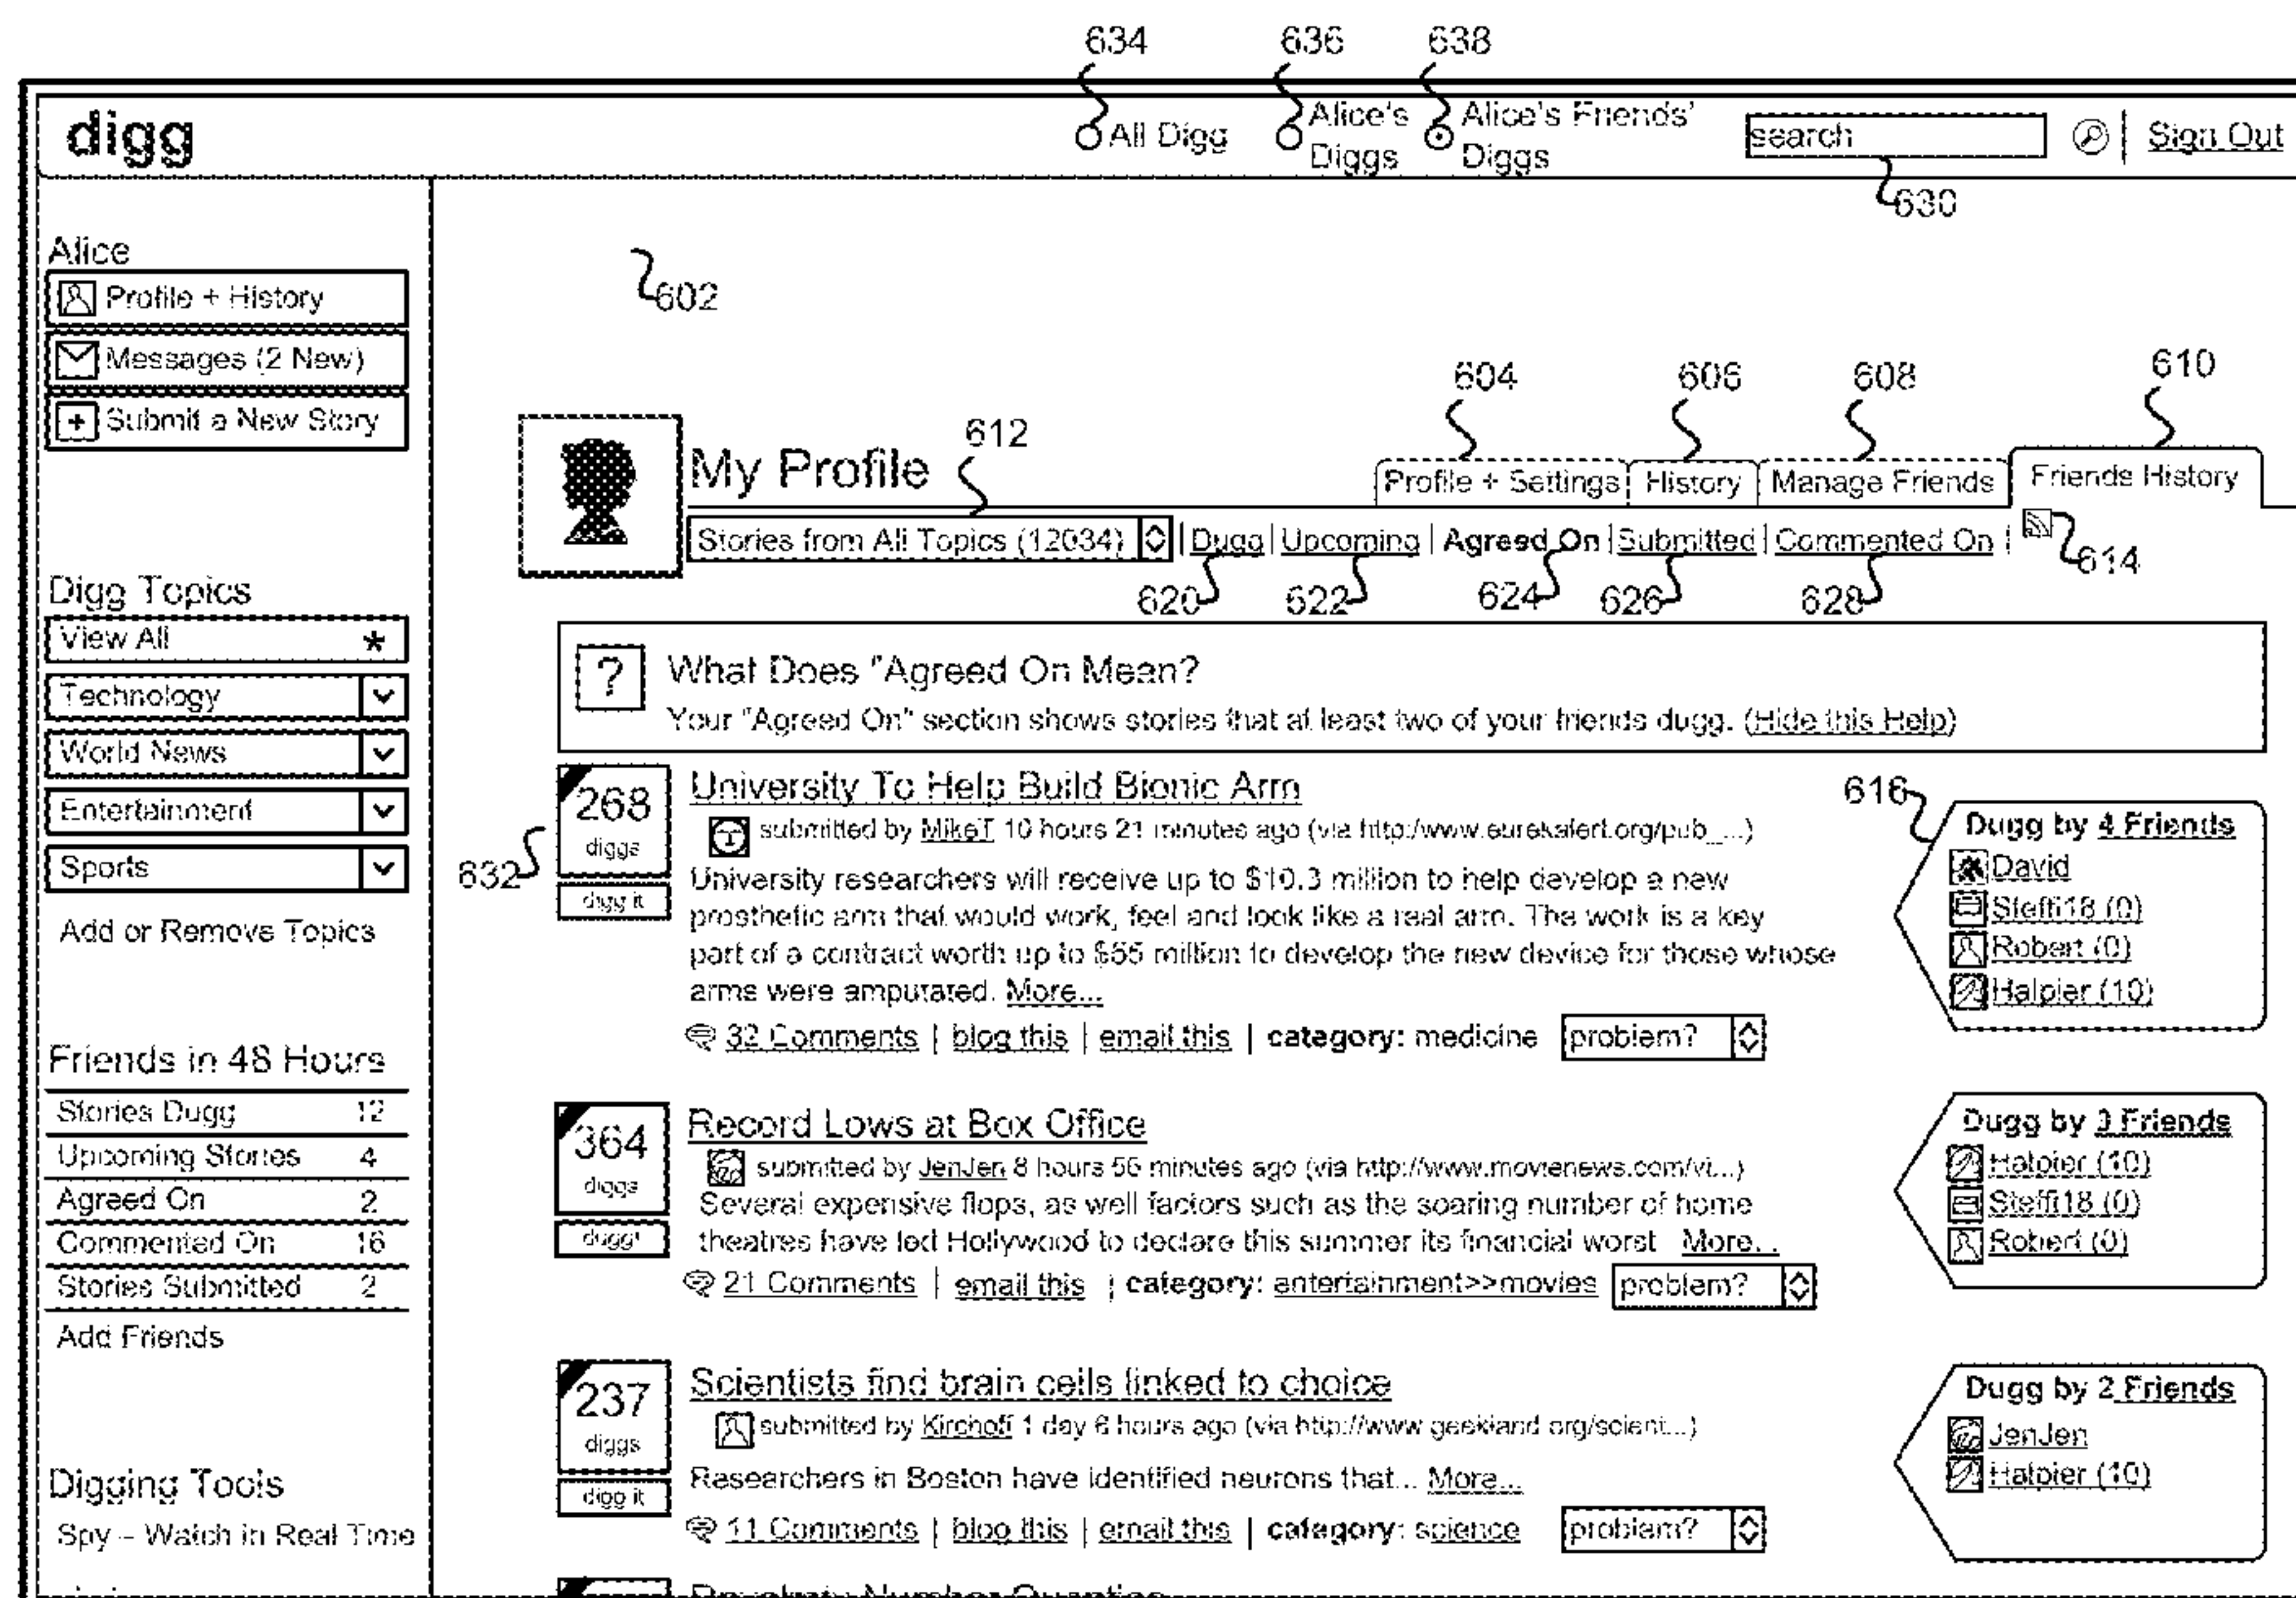 634 636 638
digg
All Digg
Alice's Diggs
Alice's Friends' Diggs
search
Sign Out
630
Alice
Profile + History
Messages (2 New)
Submit a New Story
602
604 606 608 610
612
My Profile
Profile + Settings
History
Manage Friends
Friends History
Stories from All Topics (12034) | Dugg | Upcoming | Agreed On | Submitted | Commented On |
614
620 622 624 626 628
Digg Topics
View All *
Technology
World News
Entertainment
Sports
Add or Remove Topics
Friends in 48 Hours
Stories Dugg 12
Upcoming Stories 4
Agreed On 2
Commented On 16
Stories Submitted 2
Add Friends
Digging Tools
Spy – Watch in Real Time
? What Does "Agreed On Mean?
Your "Agreed On" section shows stories that at least two of your friends dugg. (Hide this Help)
632
268 diggs
digg it
University To Help Build Bionic Arm
submitted by MikeT 10 hours 21 minutes ago (via http:/www.eurekalert.org/pub_...)
University researchers will receive up to $10.3 million to help develop a new
prosthetic arm that would work, feel and look like a real arm. The work is a key
part of a contract worth up to $55 million to develop the new device for those whose
arms were amputated. More...
32 Comments | blog this | email this | category: medicine problem?
616
Dugg by 4 Friends
David
Steffi18 (0)
Robert (0)
Halpier (10)
364 diggs
dugg!
Record Lows at Box Office
submitted by JenJen 8 hours 56 minutes ago (via http://www.movienews.com/vi...)
Several expensive flops, as well factors such as the soaring number of home
theatres have led Hollywood to declare this summer its financial worst More...
21 Comments | email this | category: entertainment>>movies problem?
Dugg by 3 Friends
Halpier (10)
Steffi18 (0)
Robert (0)
237 diggs
digg it
Scientists find brain cells linked to choice
submitted by Kirchoff 1 day 6 hours ago (via http://www.geekland.org/scient...)
Researchers in Boston have identified neurons that... More...
11 Comments | blog this | email this | category: science problem?
Dugg by 2 Friends
JenJen
Halpier (10)